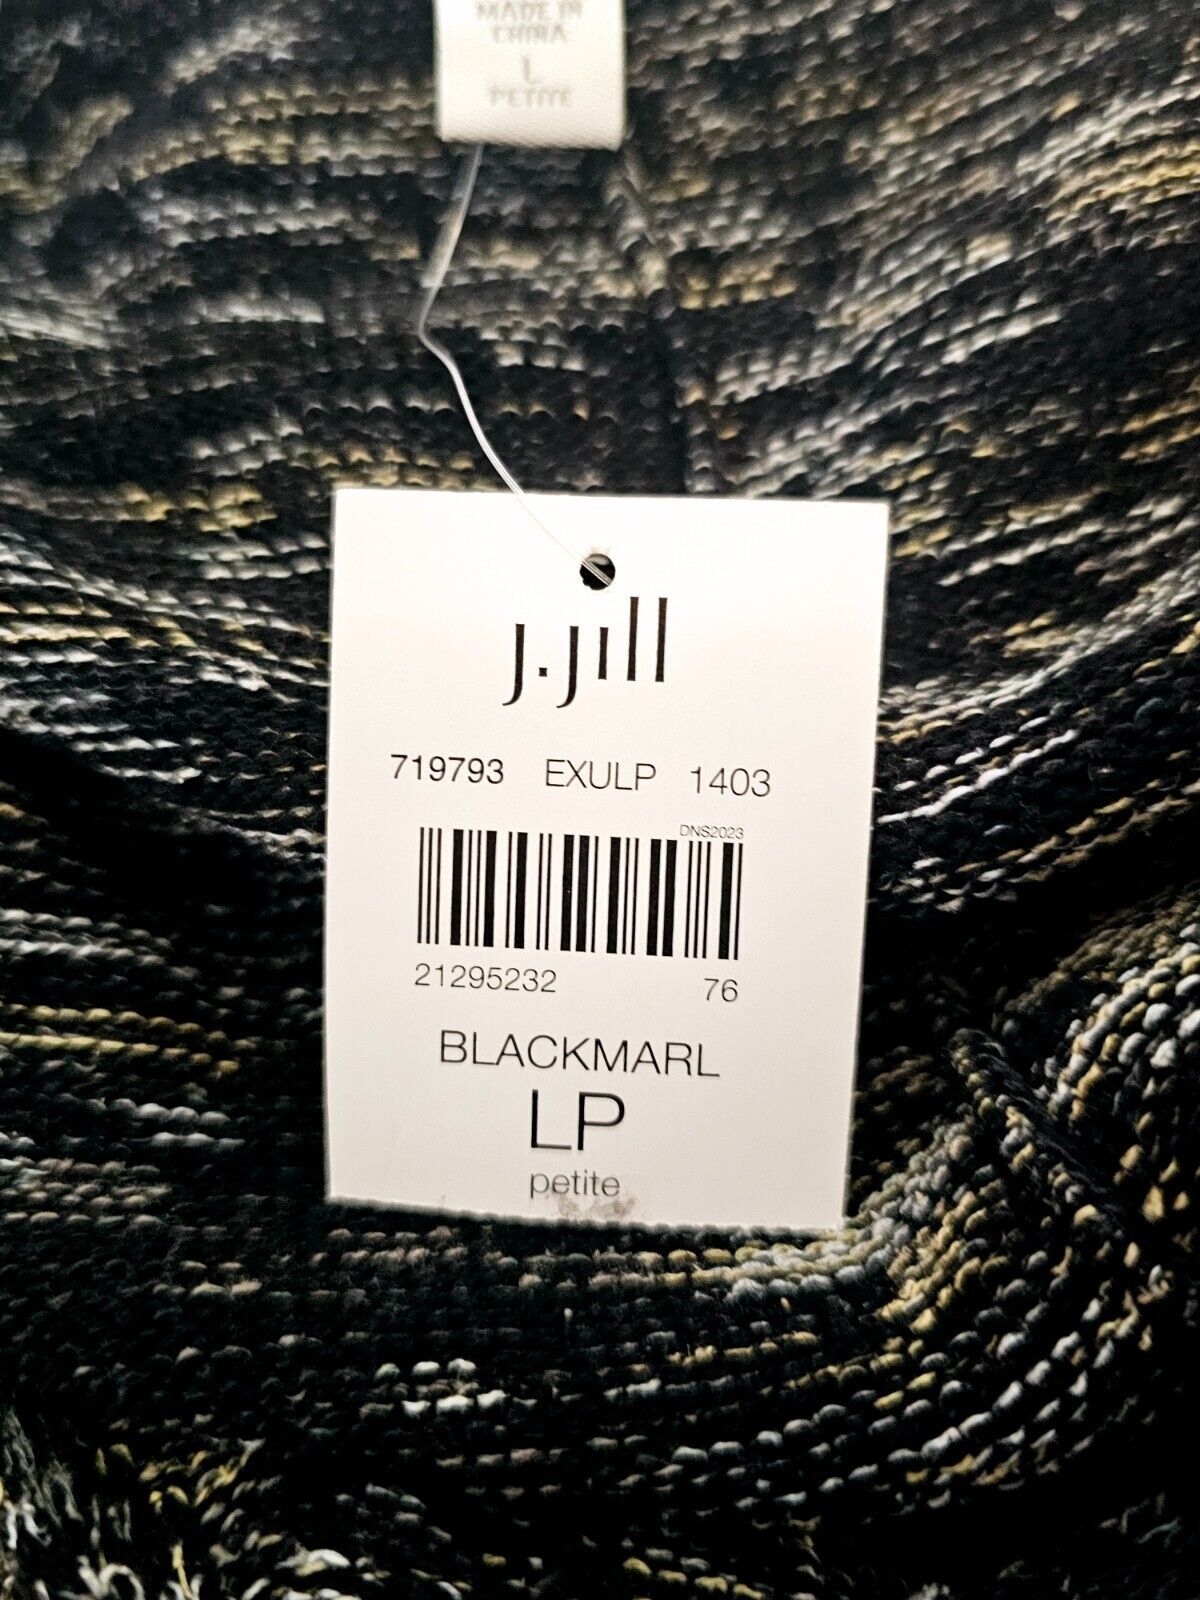 MADE IN
CHINA
L
PETITE
J.Jill
719793 EXULP 1403
DNS2023
21295232 76
BLACKMARL
LP
petite